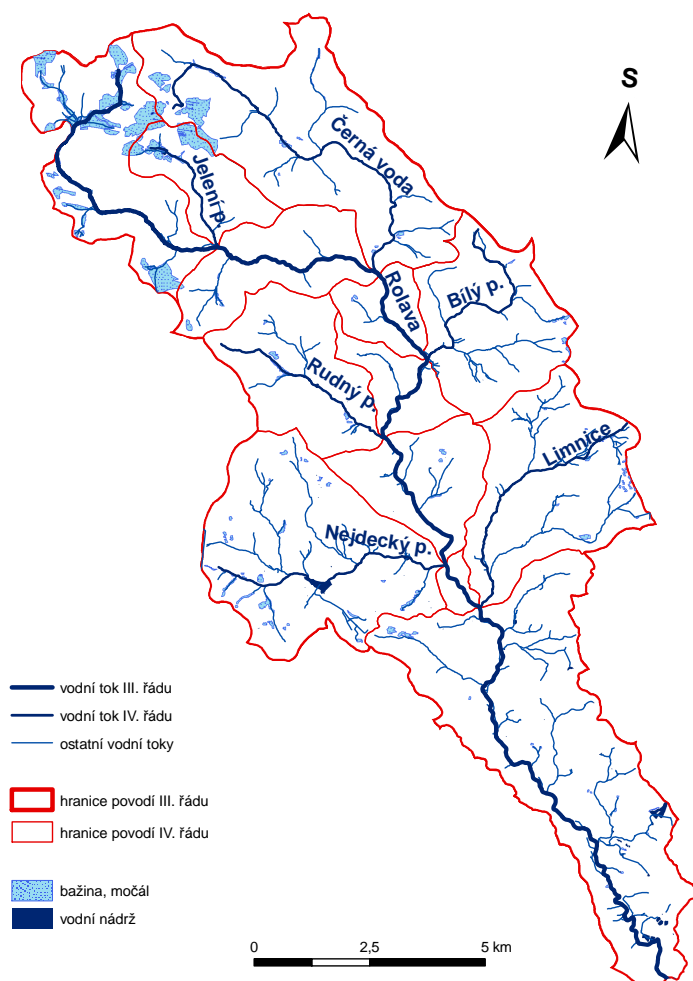 S
Černá voda
Jelení p.
Rolava
Bílý p.
Rudný p.
Limnice
Nejdecký p.
vodní tok III. řádu
vodní tok IV. řádu
ostatní vodní toky
hranice povodí III. řádu
hranice povodí IV. řádu
bažina, močál
vodní nádrž
0 2,5 5 km